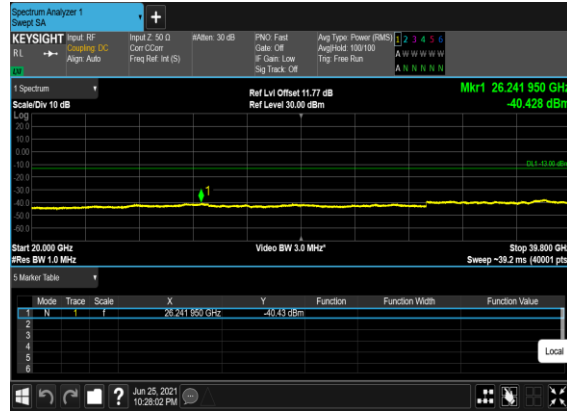 Spectrum Analyzer 1
Swept SA
+
KEYSIGHT Input: RF Input Z: 50 Ω #Atten: 30 dB PNO: Fast Avg Type: Power (RMS) 1 2 3 4 5 6
RL Coupling: DC Corr CCorr Gate: Off Avg|Hold: 100/100 A W W W W W
Align: Auto Freq Ref: Int (S) IF Gain: Low Trig: Free Run
Sig Track: Off A N N N N N
1 Spectrum Ref Lvl Offset 11.77 dB Mkr1 26.241 950 GHz
Scale/Div 10 dB Ref Level 30.00 dBm -40.428 dBm
Log
20.0
10.0
0.00
-10.0 DL1 -13.00 dBm
-20.0
-30.0
1
-40.0
-50.0
-60.0
Start 20.000 GHz Video BW 3.0 MHz* Stop 39.800 GHz
#Res BW 1.0 MHz Sweep ~39.2 ms (40001 pts)
5 Marker Table
Mode Trace Scale X Y Function Function Width Function Value
1 N 1 f 26.241 950 GHz -40.43 dBm
2
3
4
5
6
Local
? Jun 25, 2021
10:28:02 PM